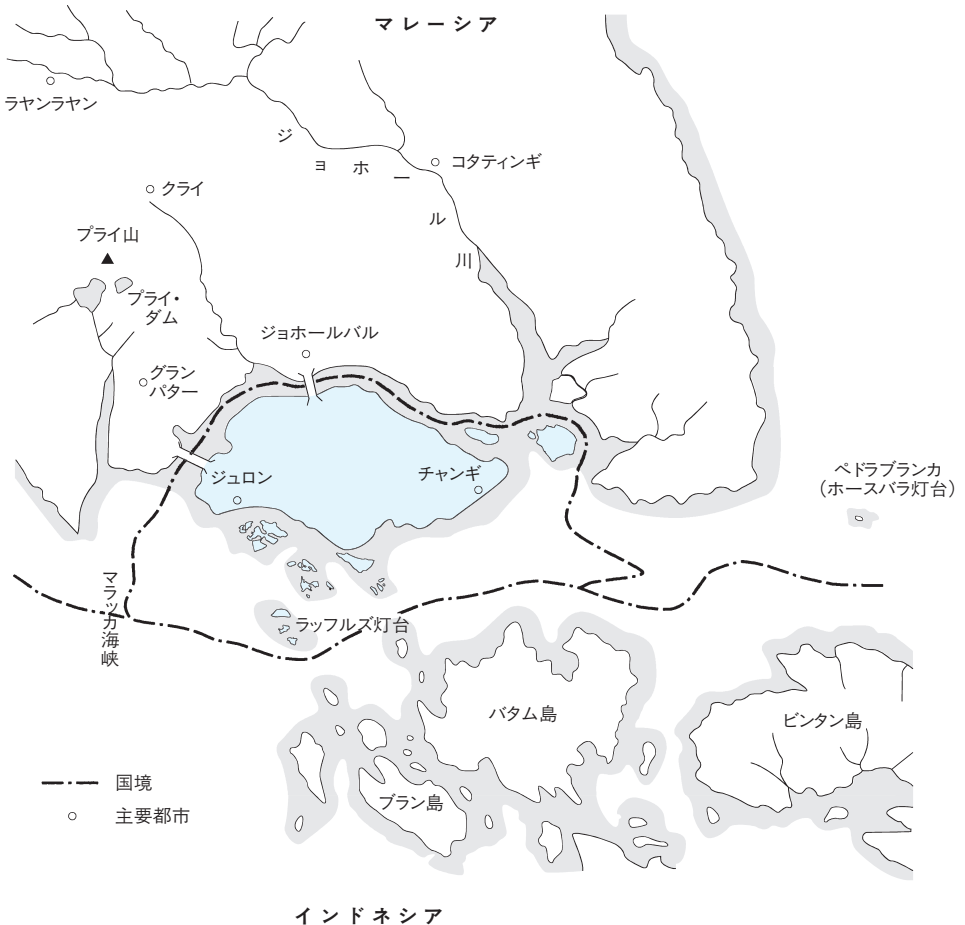 マレーシア
ラヤンラヤン
ジョホール川
コタティンギ
クライ
プライ山
プライ・
ダム
ジョホールバル
グラン
パター
ジュロン
チャンギ
ペドラブランカ
(ホースバラ灯台)
マラッカ海峡
ラッフルズ灯台
バタム島
ビンタン島
ブラン島
国境
主要都市
インドネシア